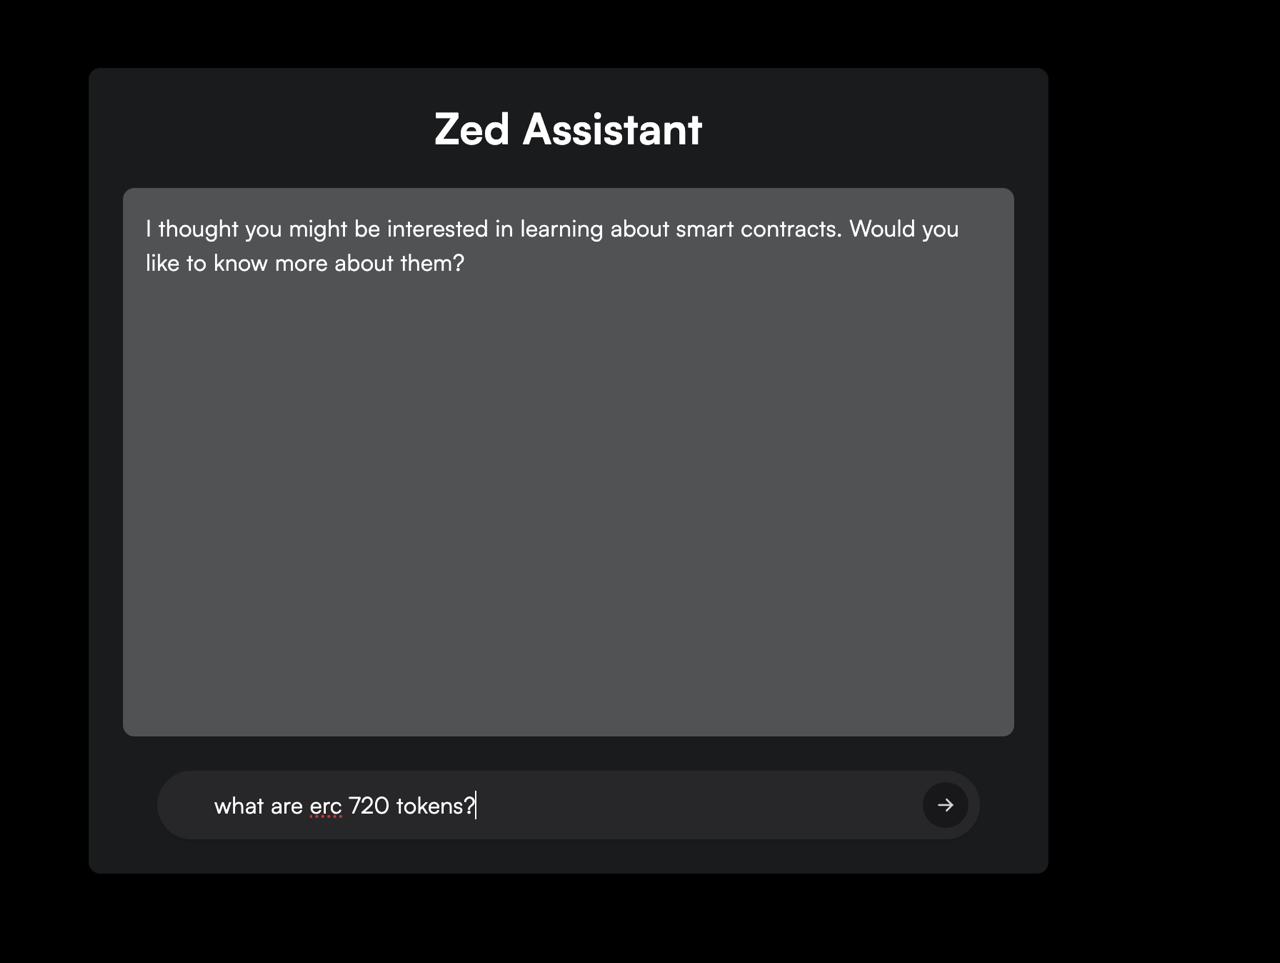 Zed Assistant
I thought you might be interested in learning about smart contracts. Would you
like to know more about them?
what are erc 720 tokens?